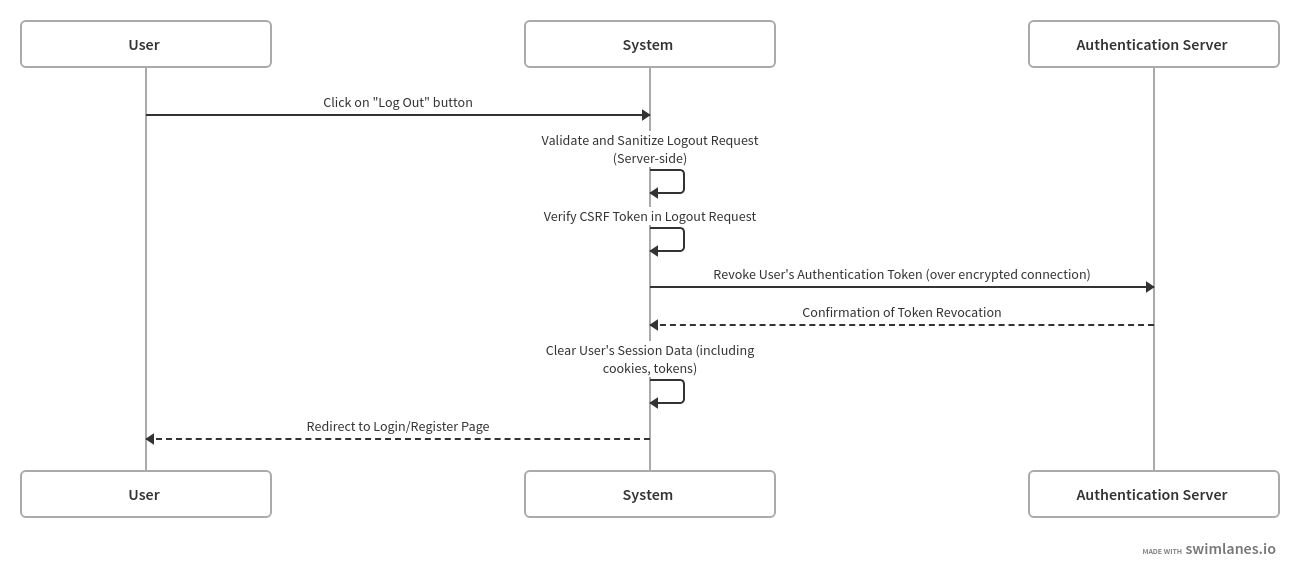 User
System
Authentication Server
Click on "Log Out" button
Validate and Sanitize Logout Request
(Server-side)
Verify CSRF Token in Logout Request
Revoke User's Authentication Token (over encrypted connection)
Confirmation of Token Revocation
Clear User's Session Data (including
cookies, tokens)
Redirect to Login/Register Page
User
System
Authentication Server
MADE WITH swimlanes.io